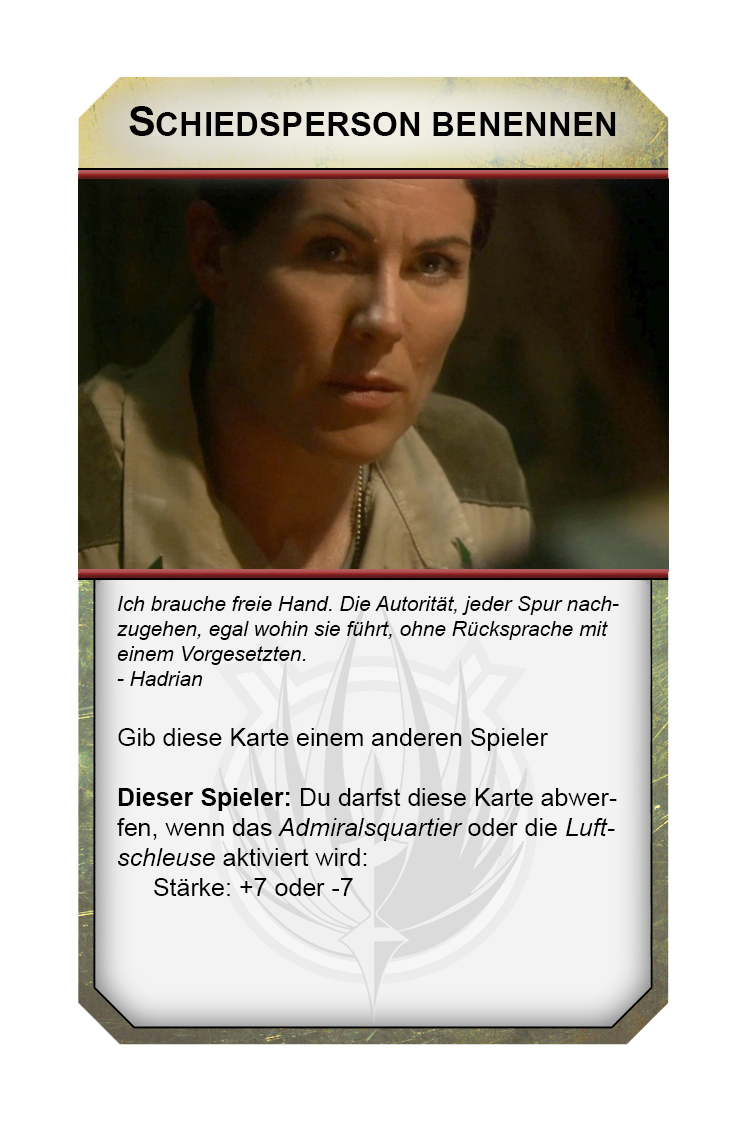 SCHIEDSPERSON BENENNEN
Ich brauche freie Hand. Die Autorität, jeder Spur nach-
zugehen, egal wohin sie führt, ohne Rücksprache mit
einem Vorgesetzten.
- Hadrian
Gib diese Karte einem anderen Spieler
Dieser Spieler: Du darfst diese Karte abwer-
fen, wenn das Admiralsquartier oder die Luft-
schleuse aktiviert wird:
Stärke: +7 oder -7